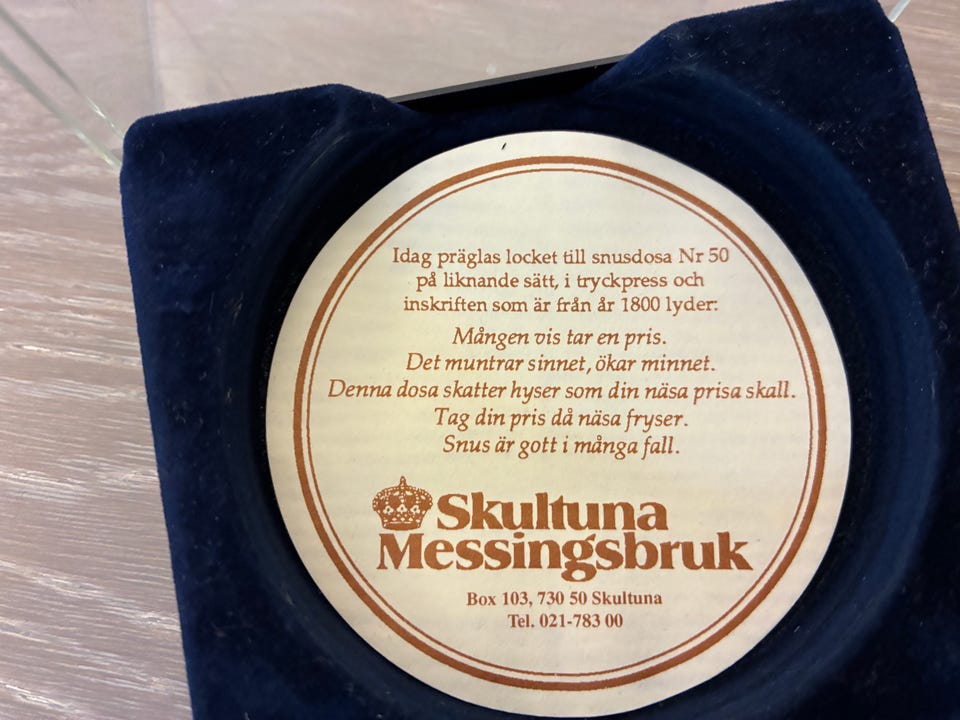 Idag präglas locket till snusdosa Nr 50
på liknande sätt, i tryckpress och
inskriften som är från år 1800 lyder:
Mången vis tar en pris.
Det muntrar sinnet, ökar minnet.
Denna dosa skatter hyser som din näsa prisa skall.
Tag din pris då näsa fryser.
Snus är gott i många fall.
Skultuna
Messingsbruk
Box 103, 730 50 Skultuna
Tel. 021-783 00